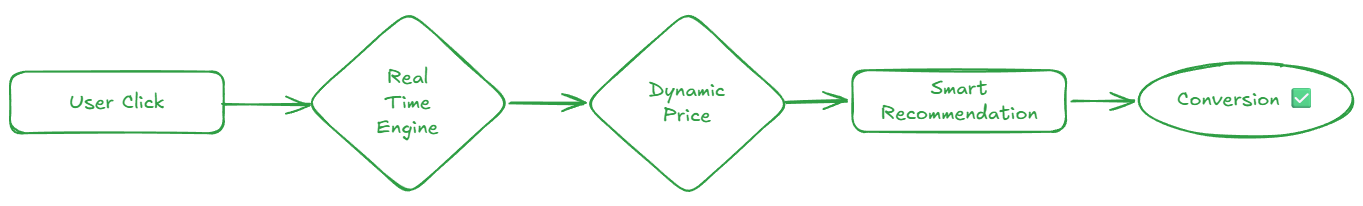 User Click
Real
Time
Engine
Dynamic
Price
Smart
Recommendation
Conversion ✅